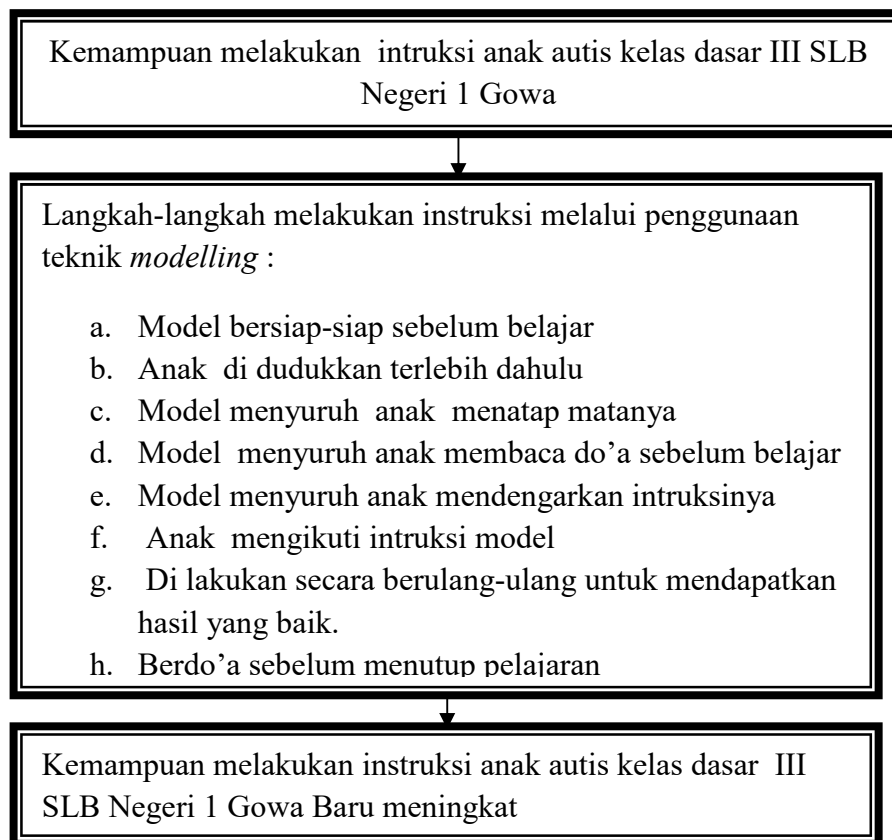 Kemampuan melakukan intruksi anak autis kelas dasar III SLB
Negeri 1 Gowa
Langkah-langkah melakukan instruksi melalui penggunaan
teknik modelling :
a. Model bersiap-siap sebelum belajar
b. Anak di dudukkan terlebih dahulu
c. Model menyuruh anak menatap matanya
d. Model menyuruh anak membaca do’a sebelum belajar
e. Model menyuruh anak mendengarkan intruksinya
f. Anak mengikuti intruksi model
g. Di lakukan secara berulang-ulang untuk mendapatkan
hasil yang baik.
h. Berdo’a sebelum menutup pelajaran
Kemampuan melakukan instruksi anak autis kelas dasar III
SLB Negeri 1 Gowa Baru meningkat